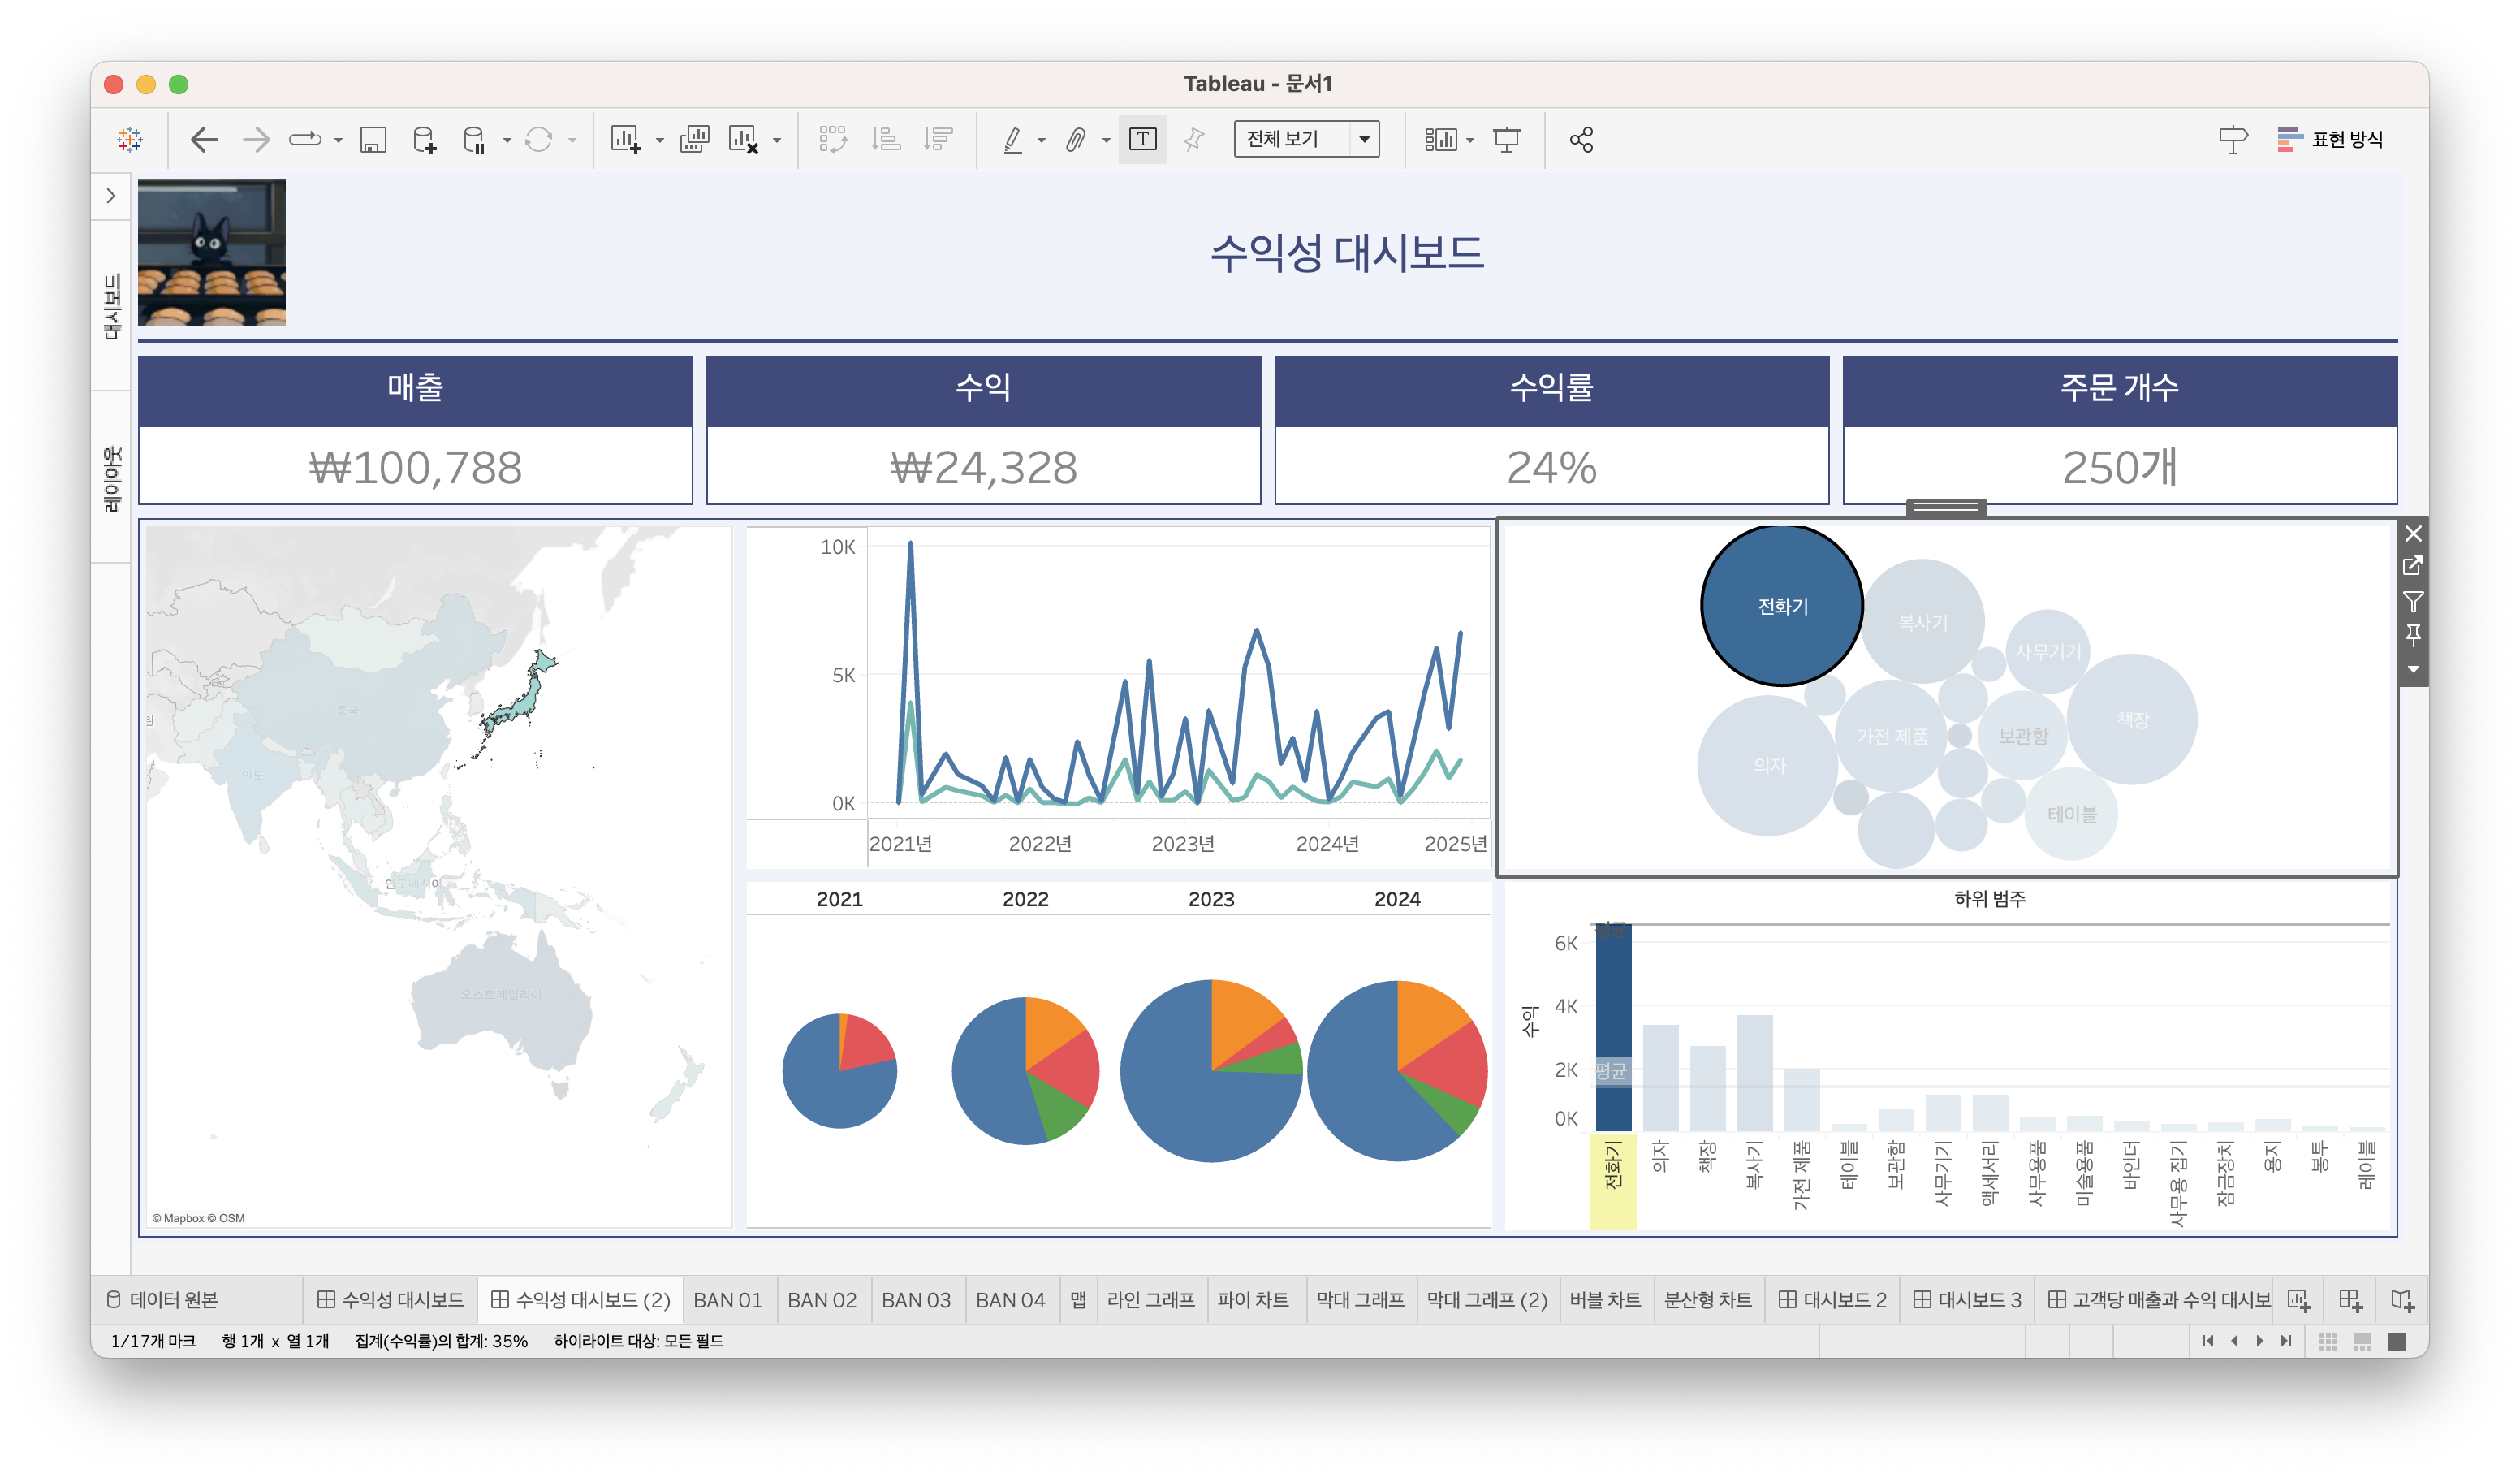 Tableau - 문서1
전체 보기
표현 방식
대시보드
레이아웃
수익성 대시보드
매출
수익
수익률
주문 개수
₩100,788
₩24,328
24%
250개
中国
인도
인도네시아
오스트레일리아
© Mapbox © OSM
10K
5K
0K
2021년
2022년
2023년
2024년
2025년
전화기
복사기
사무기기
책장
가전 제품
보관함
의자
테이블
2021
2022
2023
2024
하위 범주
수익
6K
4K
2K
0K
평균
전화기
의자
책장
복사기
가전 제품
테이블
보관함
사무기기
액세서리
사무용품
미술용품
바인더
사무용 집기
잠금장치
용지
봉투
레이블
데이터 원본
수익성 대시보드
수익성 대시보드 (2)
BAN 01
BAN 02
BAN 03
BAN 04
맵
라인 그래프
파이 차트
막대 그래프
막대 그래프 (2)
버블 차트
분산형 차트
대시보드 2
대시보드 3
고객당 매출과 수익 대시보
1/17개 마크
행 1개 x 열 1개
집계(수익률)의 합계: 35%
하이라이트 대상: 모든 필드